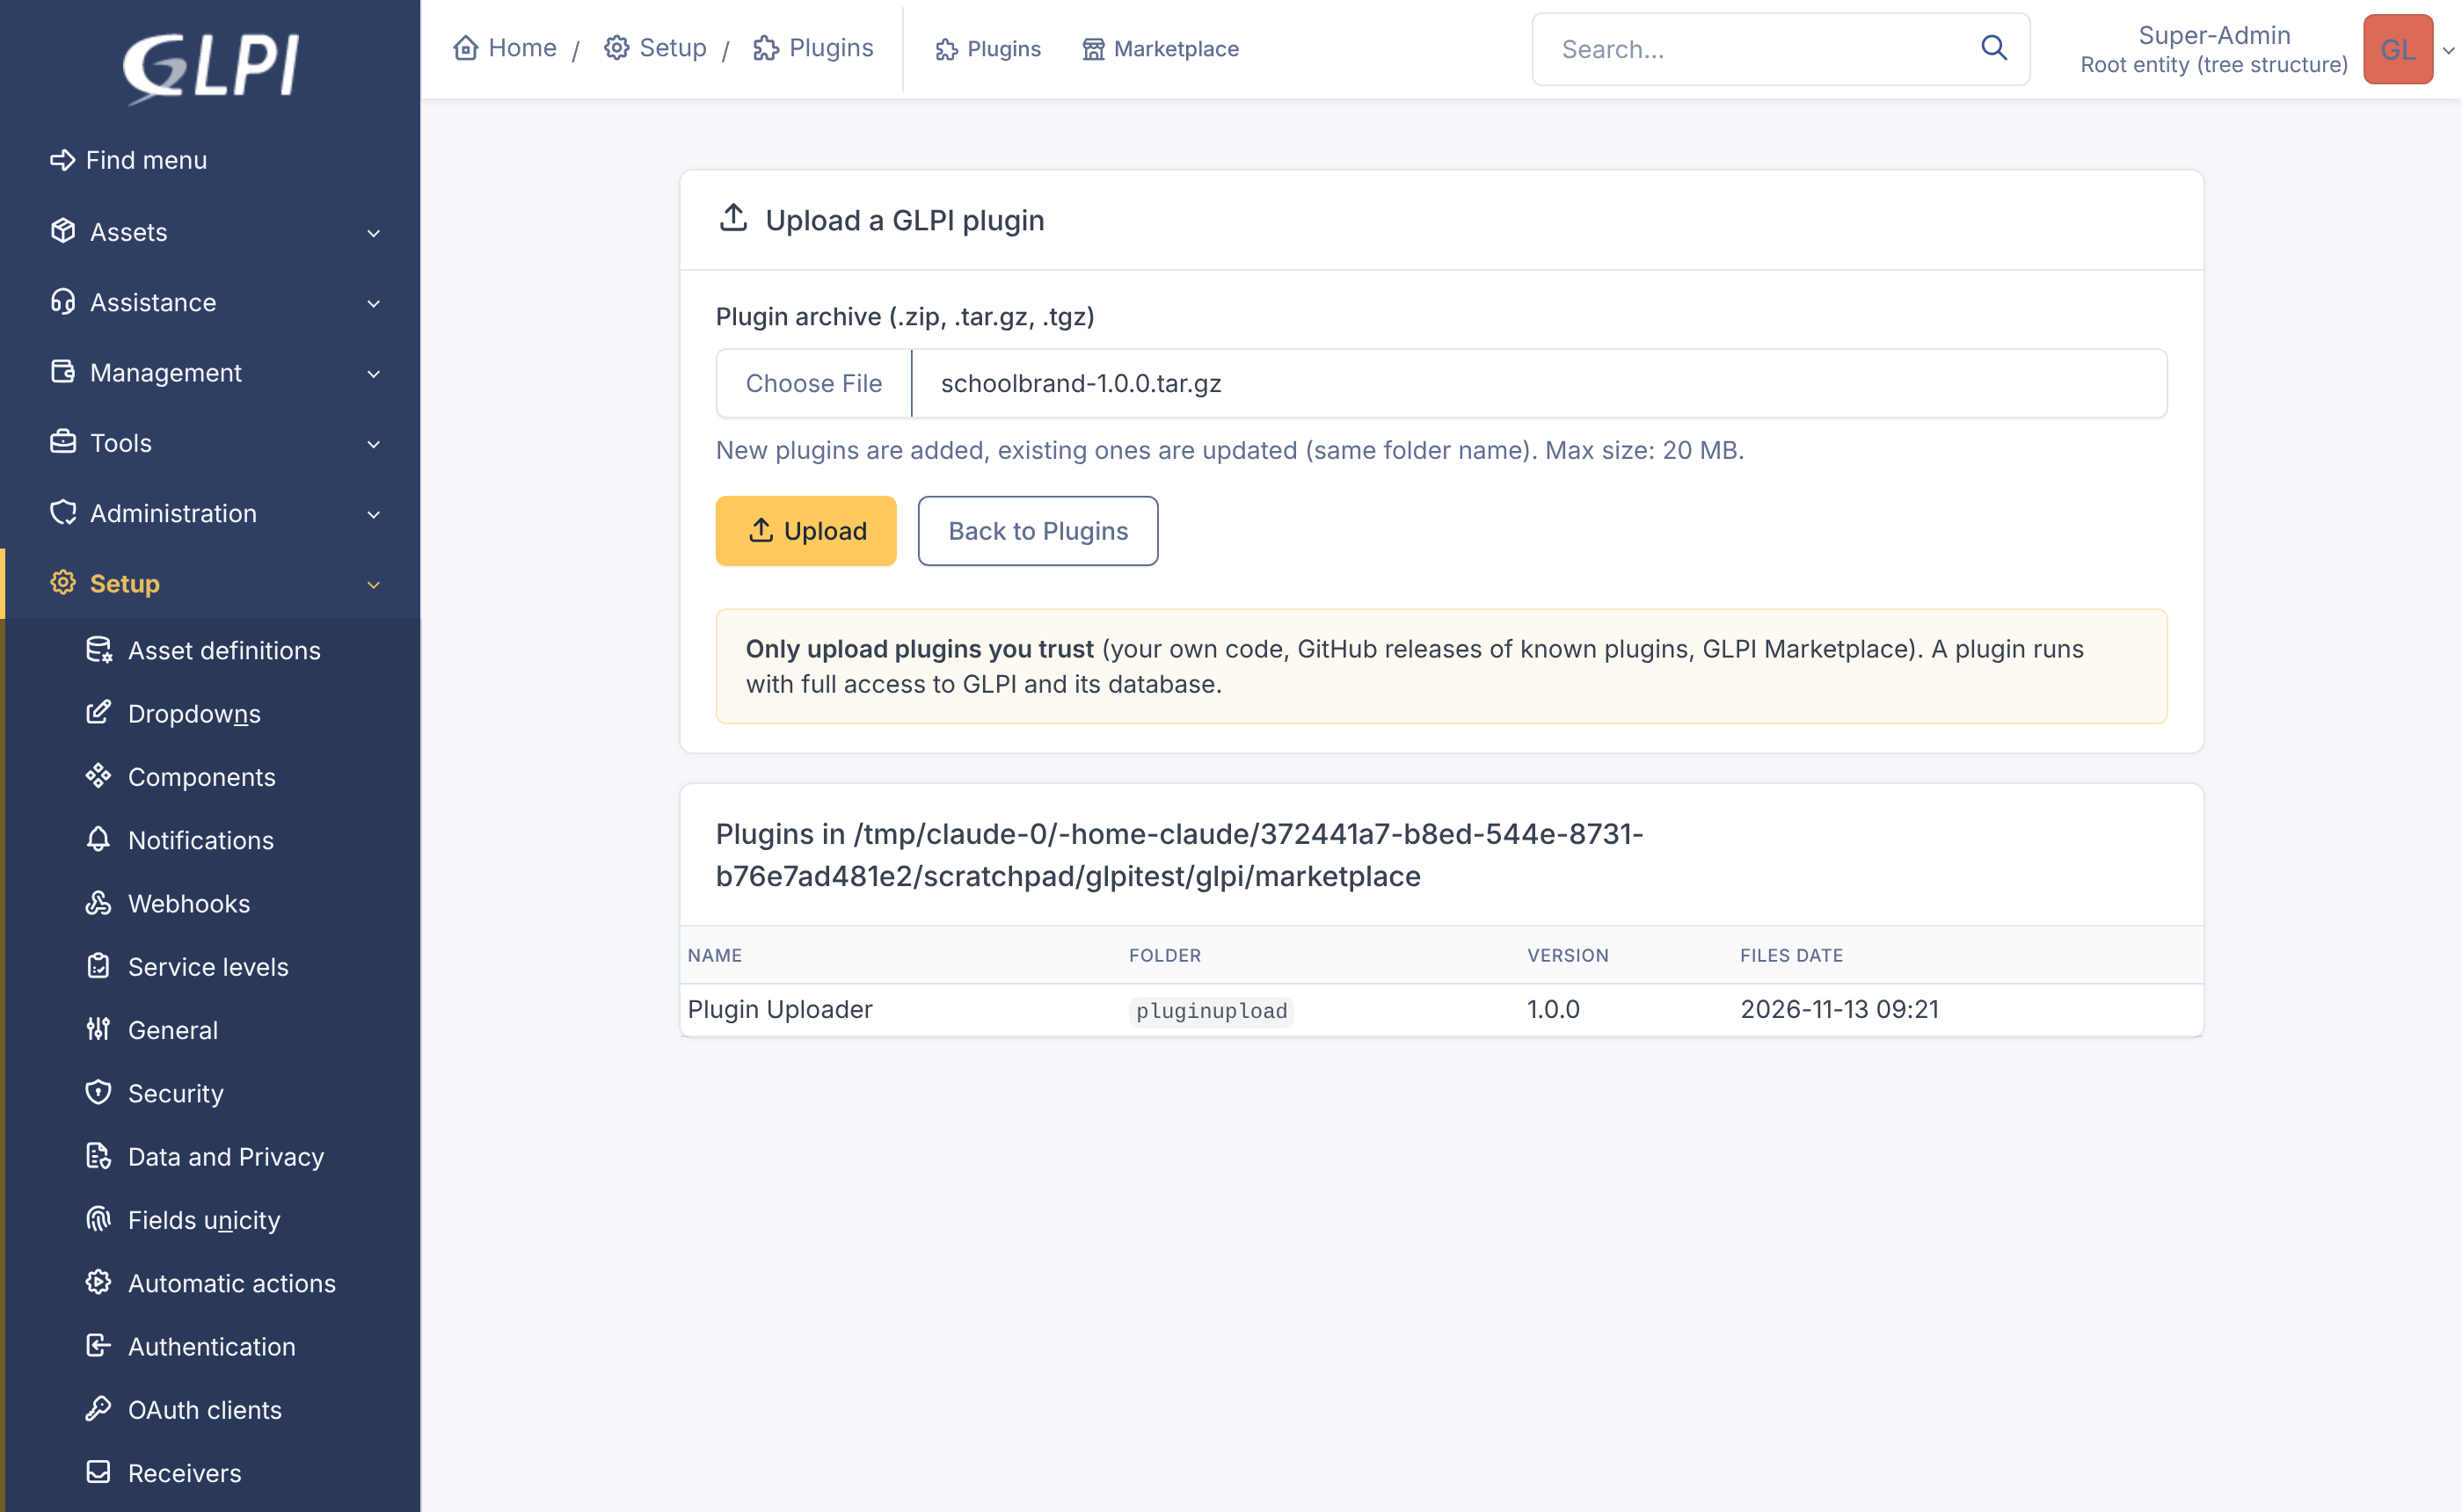 GLPI
Find menu
Assets
Assistance
Management
Tools
Administration
Setup
Asset definitions
Dropdowns
Components
Notifications
Webhooks
Service levels
General
Security
Data and Privacy
Fields unicity
Automatic actions
Authentication
OAuth clients
Receivers
Home / Setup / Plugins
Plugins
Marketplace
Search...
Super-Admin
Root entity (tree structure)
GL
Upload a GLPI plugin
Plugin archive (.zip, .tar.gz, .tgz)
Choose File schoolbrand-1.0.0.tar.gz
New plugins are added, existing ones are updated (same folder name). Max size: 20 MB.
Upload
Back to Plugins
Only upload plugins you trust (your own code, GitHub releases of known plugins, GLPI Marketplace). A plugin runs
with full access to GLPI and its database.
Plugins in /tmp/claude-0/-home-claude/372441a7-b8ed-544e-8731-
b76e7ad481e2/scratchpad/glpitest/glpi/marketplace
NAME FOLDER VERSION FILES DATE
Plugin Uploader pluginupload 1.0.0 2026-11-13 09:21